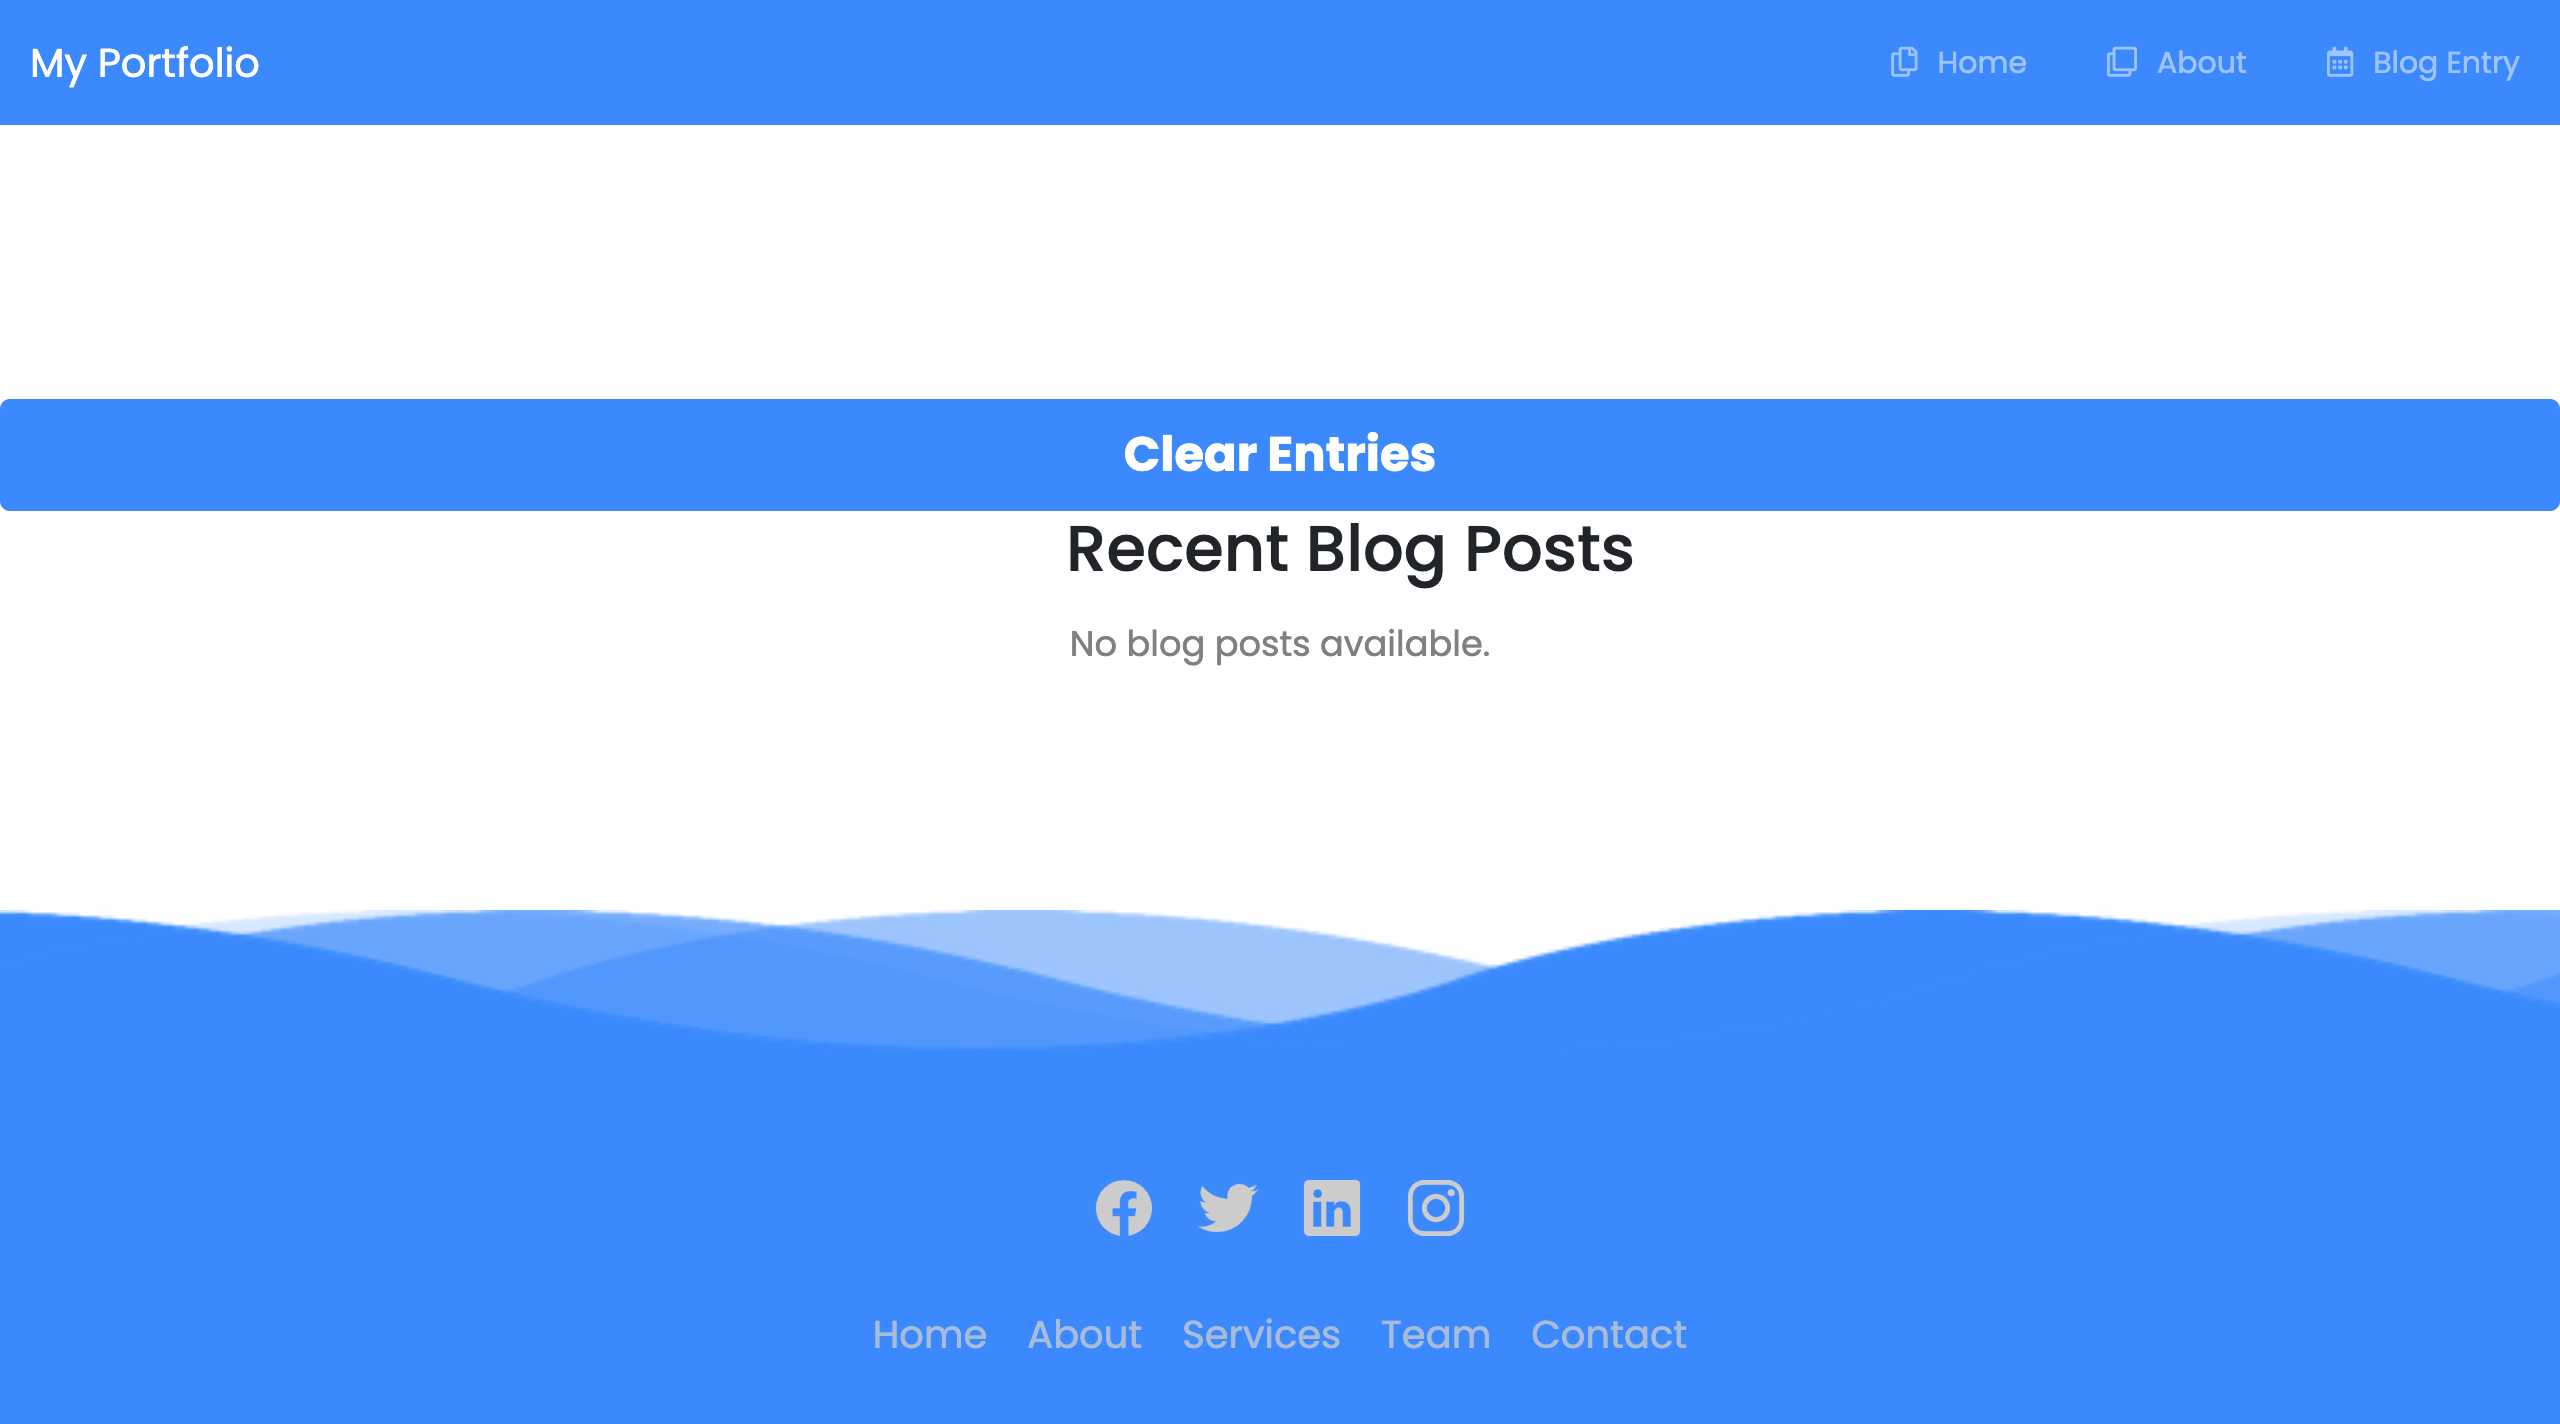 My Portfolio
Home About Blog Entry
Clear Entries
Recent Blog Posts
No blog posts available.
Home About Services Team Contact